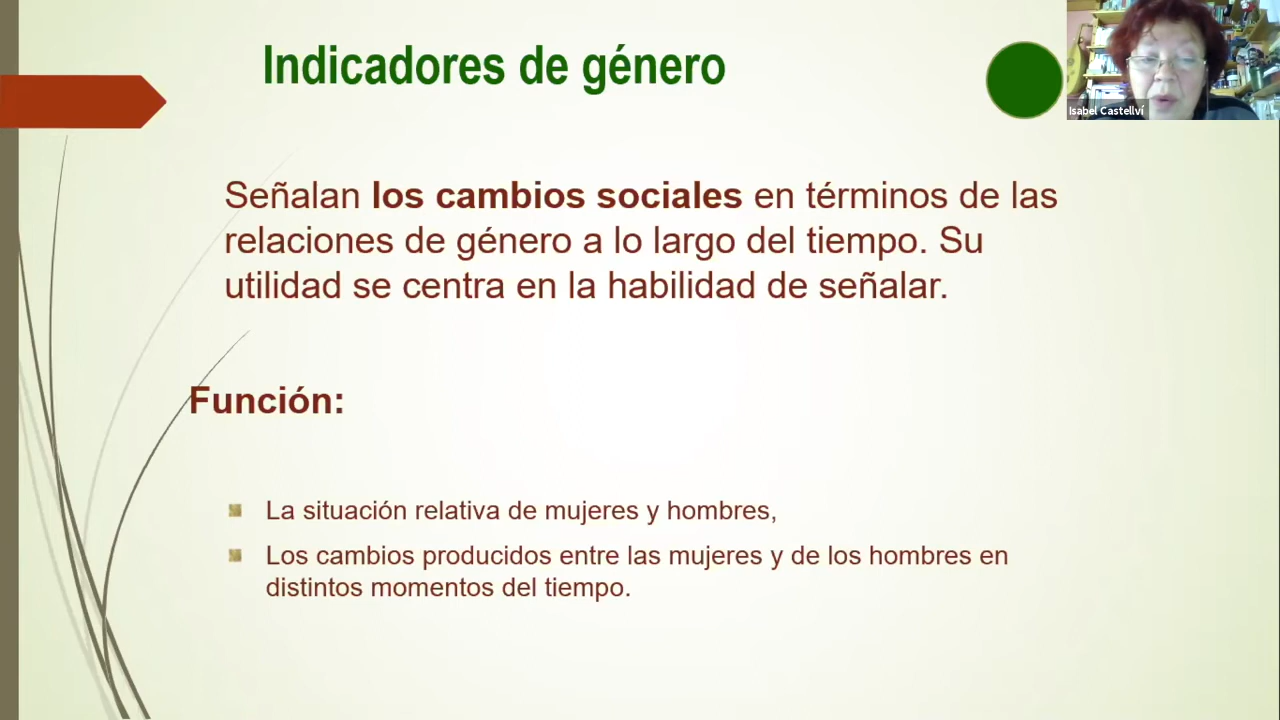 Indicadores de género
Isabel Castellví
Señalan los cambios sociales en términos de las
relaciones de género a lo largo del tiempo. Su
utilidad se centra en la habilidad de señalar.
Función:
La situación relativa de mujeres y hombres,
Los cambios producidos entre las mujeres y de los hombres en
distintos momentos del tiempo.